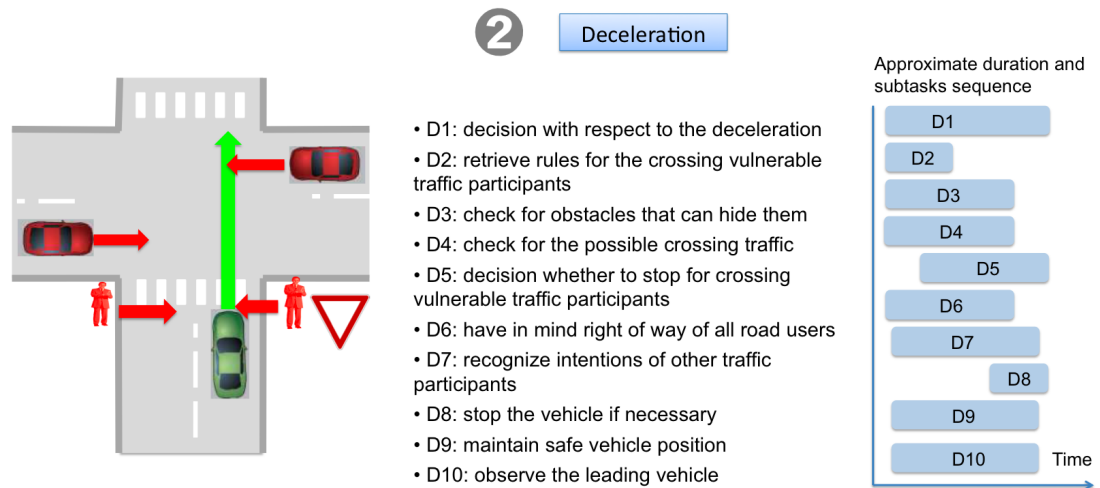 2 Deceleration
• D1: decision with respect to the deceleration
• D2: retrieve rules for the crossing vulnerable
traffic participants
• D3: check for obstacles that can hide them
• D4: check for the possible crossing traffic
• D5: decision whether to stop for crossing
vulnerable traffic participants
• D6: have in mind right of way of all road users
• D7: recognize intentions of other traffic
participants
• D8: stop the vehicle if necessary
• D9: maintain safe vehicle position
• D10: observe the leading vehicle
Approximate duration and
subtasks sequence
D1
D2
D3
D4
D5
D6
D7
D8
D9
D10
Time